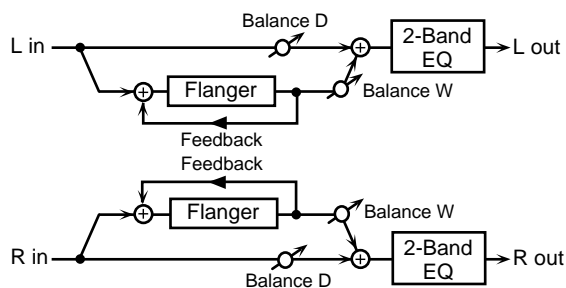 Balance D
L in
2-Band
EQ
L out
Flanger
Balance W
Feedback
Feedback
Flanger
Balance W
R in
2-Band
EQ
R out
Balance D